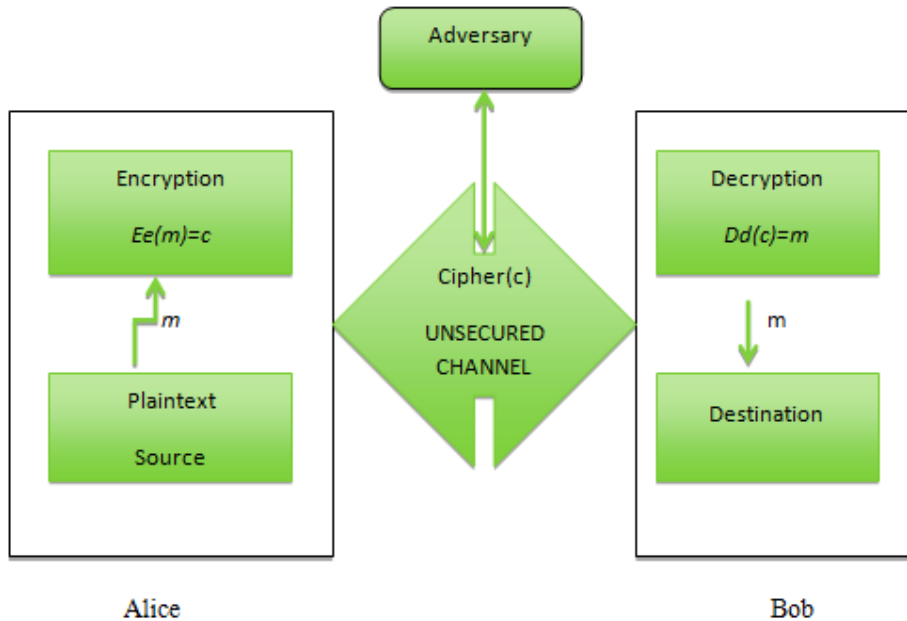 Adversary
Encryption
Ee(m)=c
m
Plaintext
Source
Cipher(c)
UNSECURED
CHANNEL
Decryption
Dd(c)=m
m
Destination
Alice
Bob